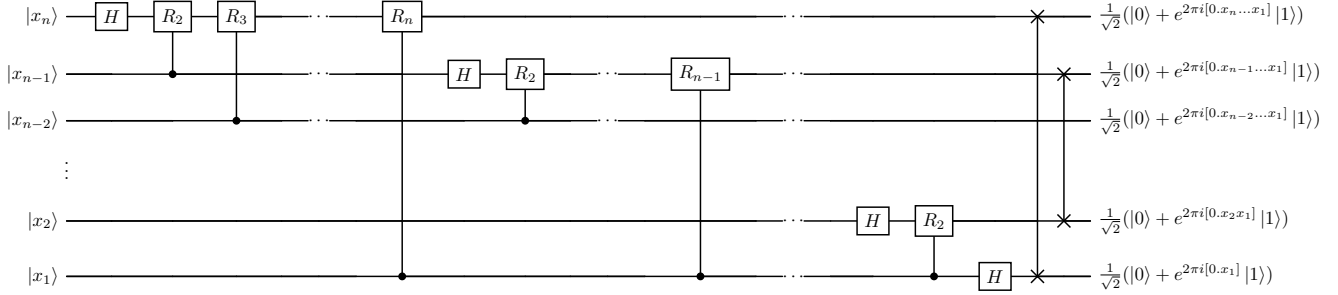 |x_n⟩ H R_2 R_3 ··· R_n ··· 1/√2(|0⟩ + e^{2πi[0.x_n...x_1]} |1⟩)
|x_{n−1}⟩ ··· H R_2 ··· R_{n−1} ··· 1/√2(|0⟩ + e^{2πi[0.x_{n−1}...x_1]} |1⟩)
|x_{n−2}⟩ ··· ··· ··· 1/√2(|0⟩ + e^{2πi[0.x_{n−2}...x_1]} |1⟩)
⋮
|x_2⟩ ··· H R_2 1/√2(|0⟩ + e^{2πi[0.x_2x_1]} |1⟩)
|x_1⟩ ··· H 1/√2(|0⟩ + e^{2πi[0.x_1]} |1⟩)